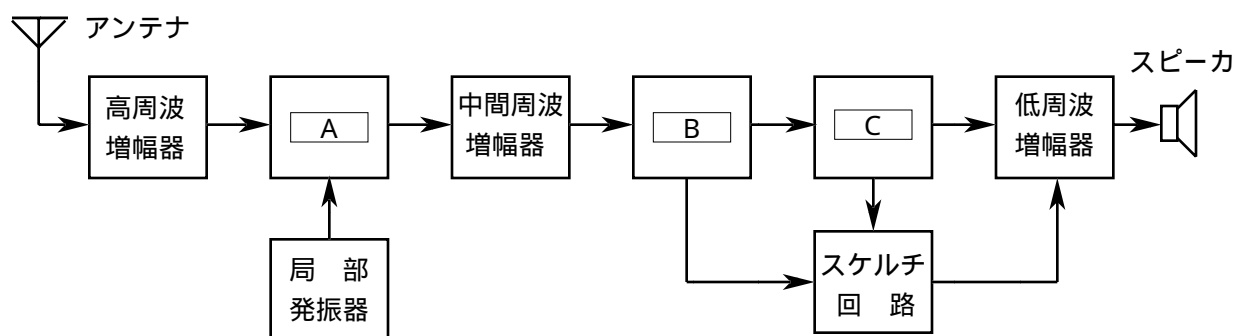 アンテナ
スピーカ
高周波
増幅器
A
中間周波
増幅器
B
C
低周波
増幅器
局　部
発振器
スケルチ
回　路